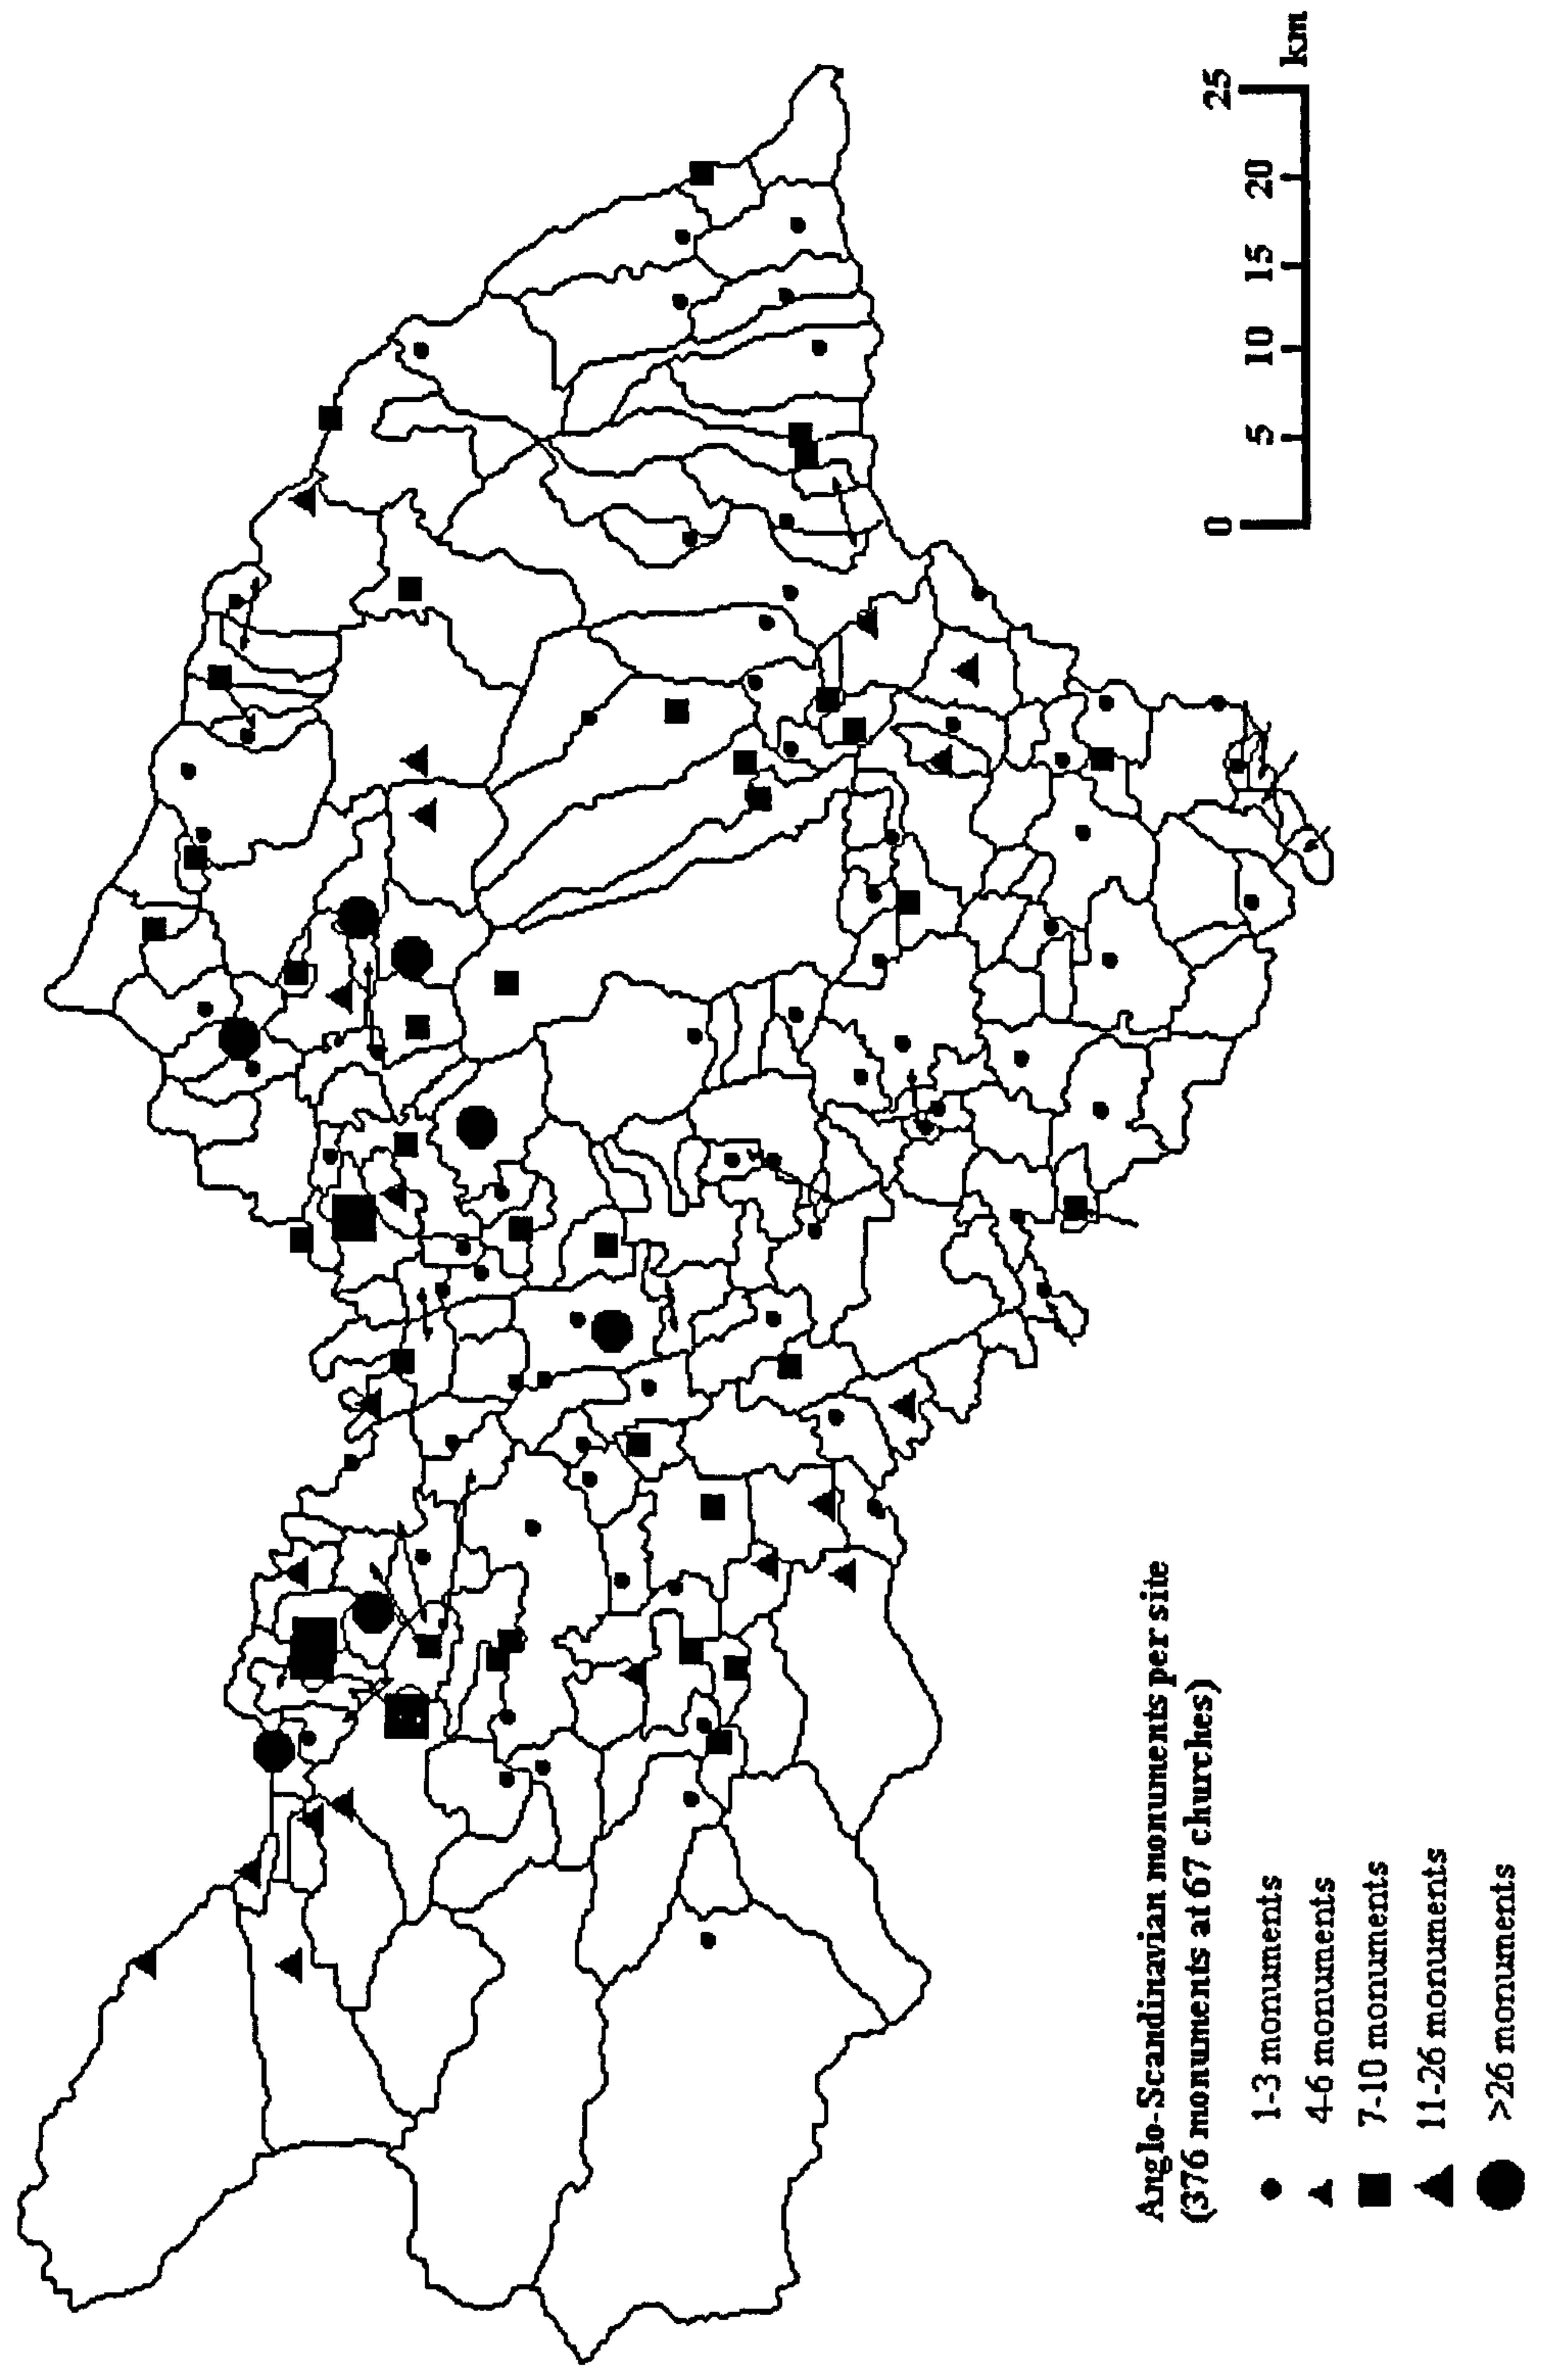 Anglo-Scandinavian monuments per site
(376 monuments at 67 churches)
1-3 monuments
4-6 monuments
7-10 monuments
11-26 monuments
>26 monuments
0 5 10 15 20 25
km